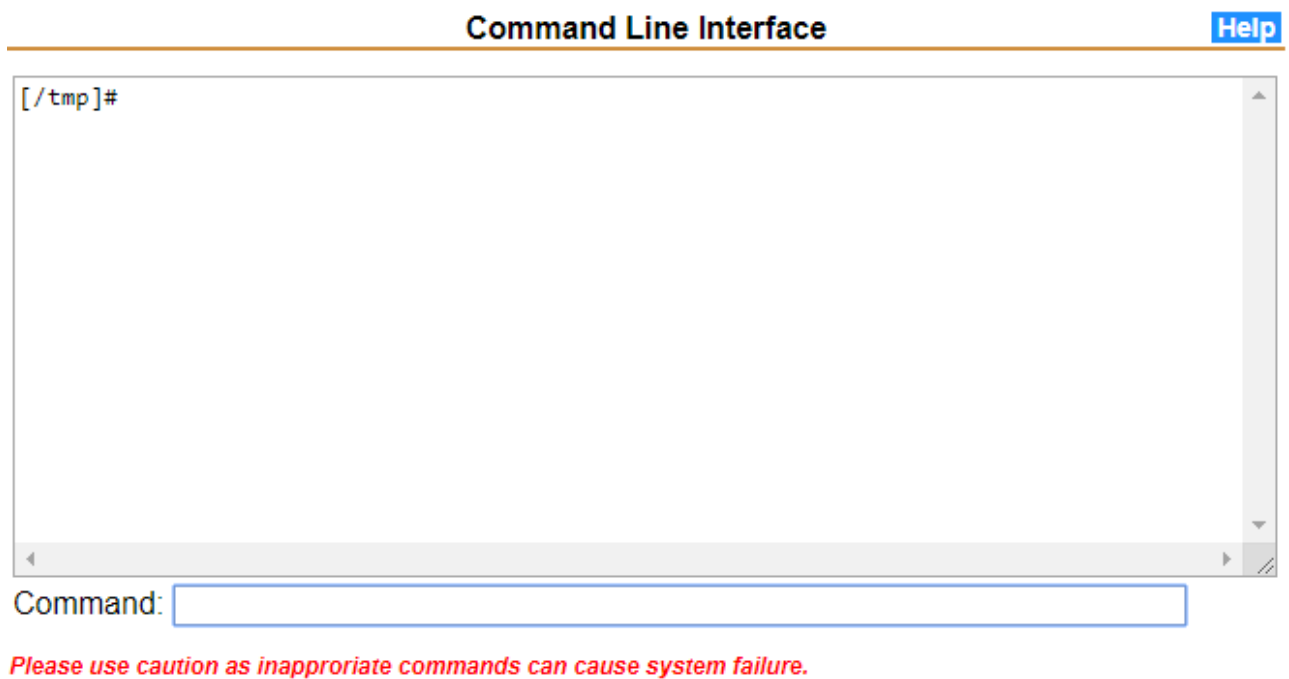 Command Line Interface
Help
[/tmp]#
Command:
Please use caution as inapproriate commands can cause system failure.